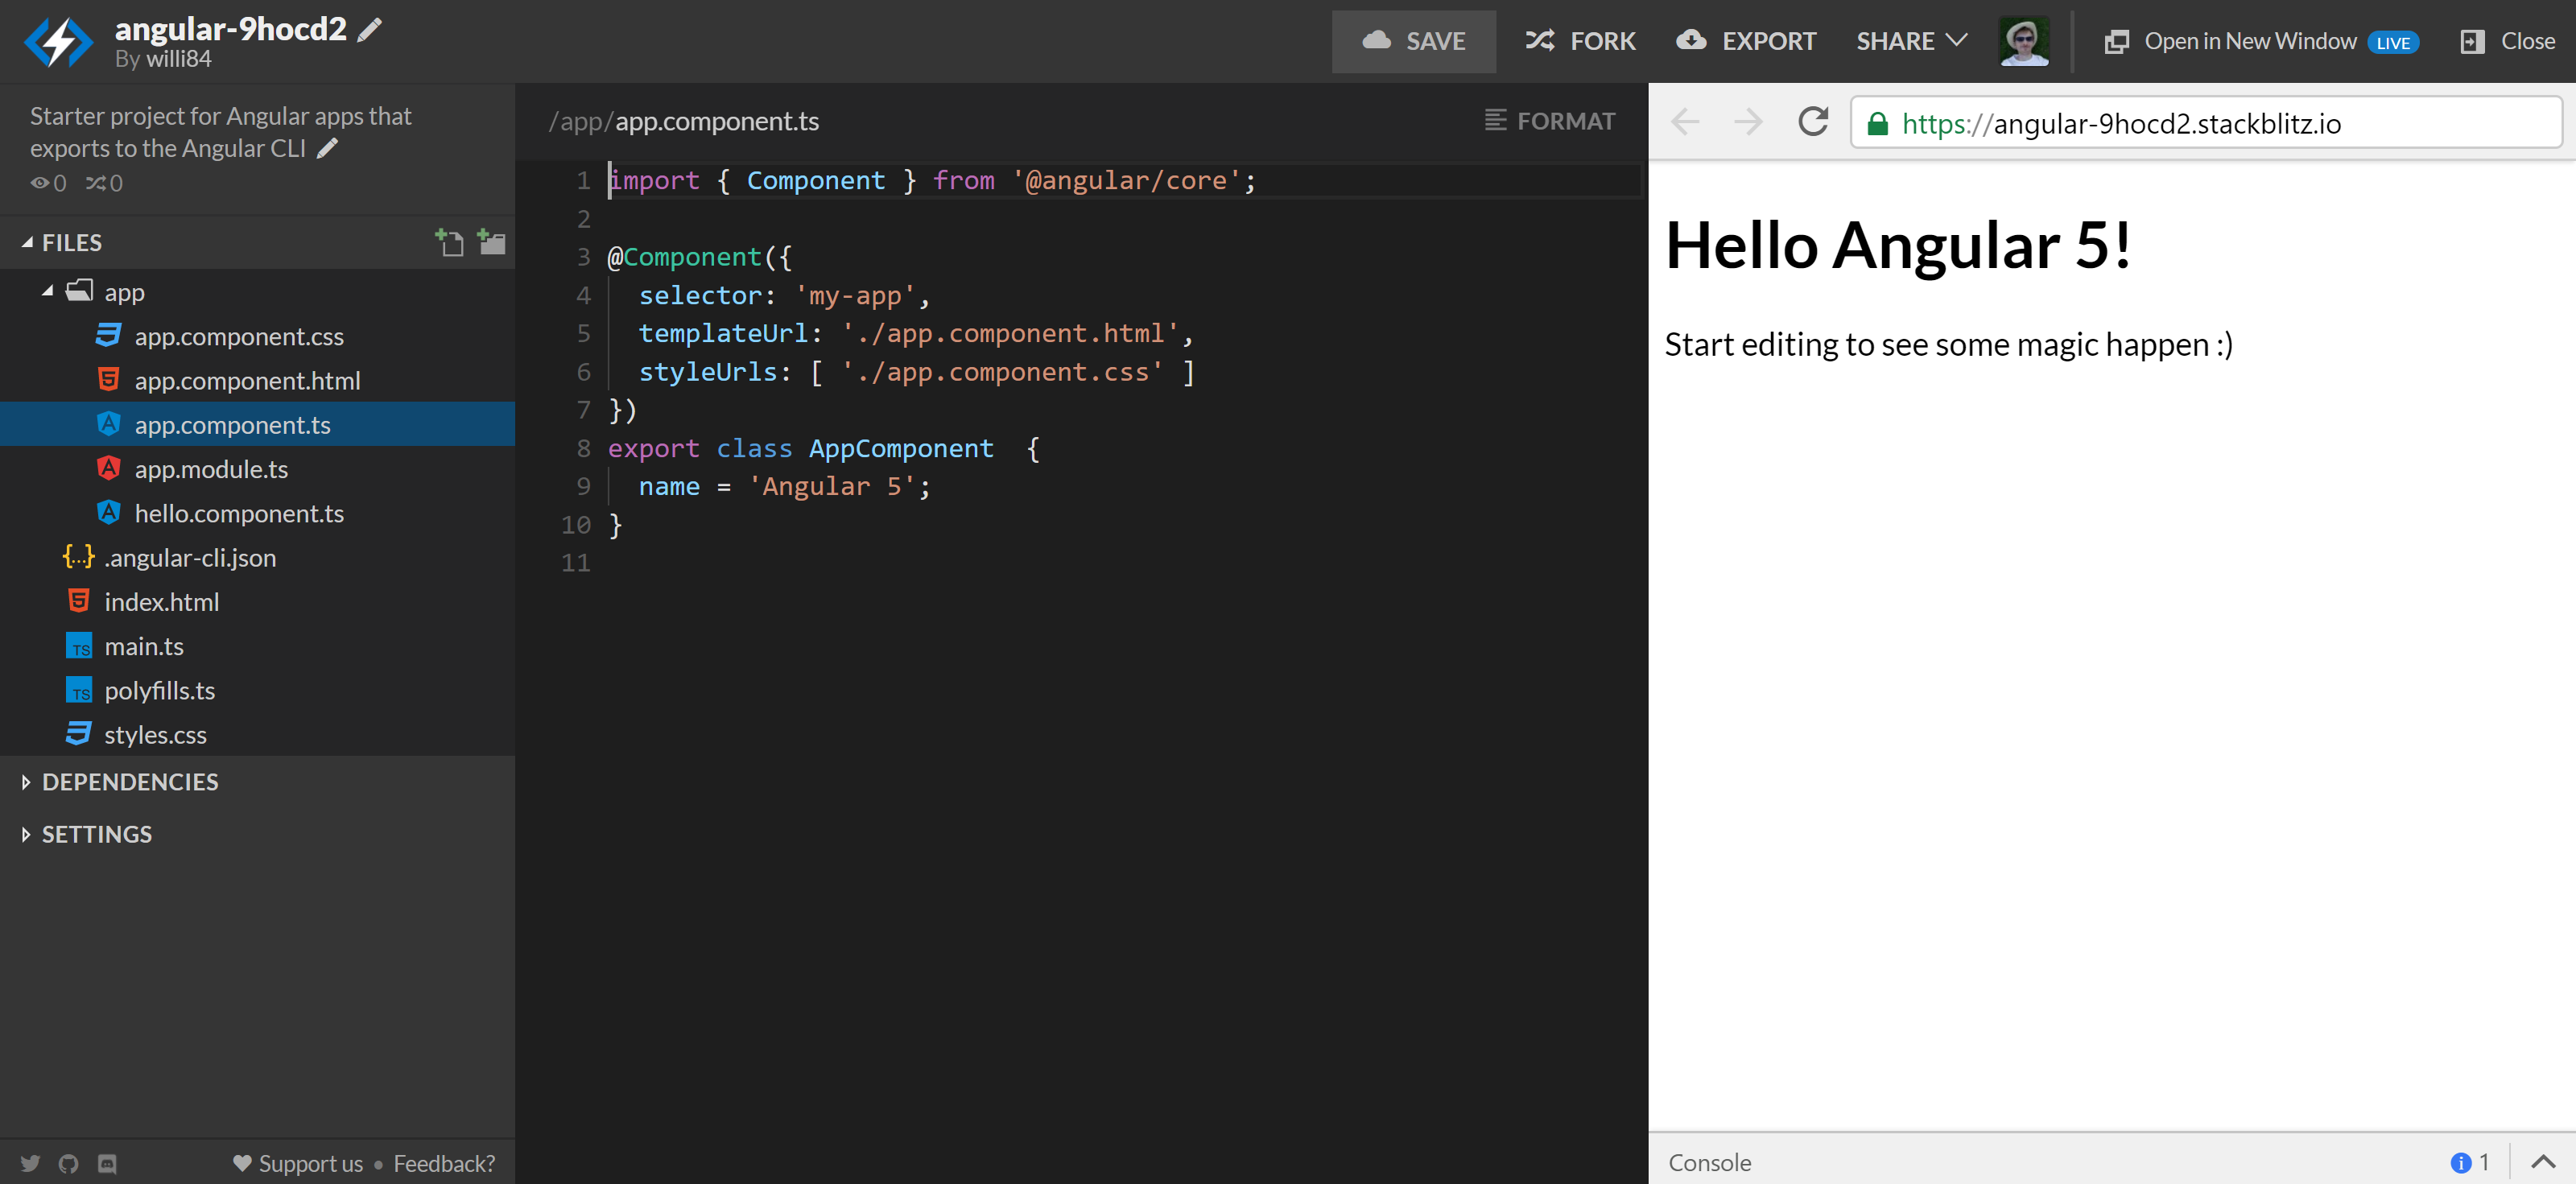 angular-9hocd2
By willi84
SAVE
FORK
EXPORT
SHARE
Open in New Window LIVE
Close
Starter project for Angular apps that
exports to the Angular CLI
0 0
FILES
app
app.component.css
app.component.html
app.component.ts
app.module.ts
hello.component.ts
{...} .angular-cli.json
5 index.html
TS main.ts
TS polyfills.ts
styles.css
DEPENDENCIES
SETTINGS
Support us • Feedback?
/app/app.component.ts
FORMAT
1 import { Component } from '@angular/core';
2
3 @Component({
4 selector: 'my-app',
5 templateUrl: './app.component.html',
6 styleUrls: [ './app.component.css' ]
7 })
8 export class AppComponent  {
9 name = 'Angular 5';
10 }
11
https://angular-9hocd2.stackblitz.io
Hello Angular 5!
Start editing to see some magic happen :)
Console
1